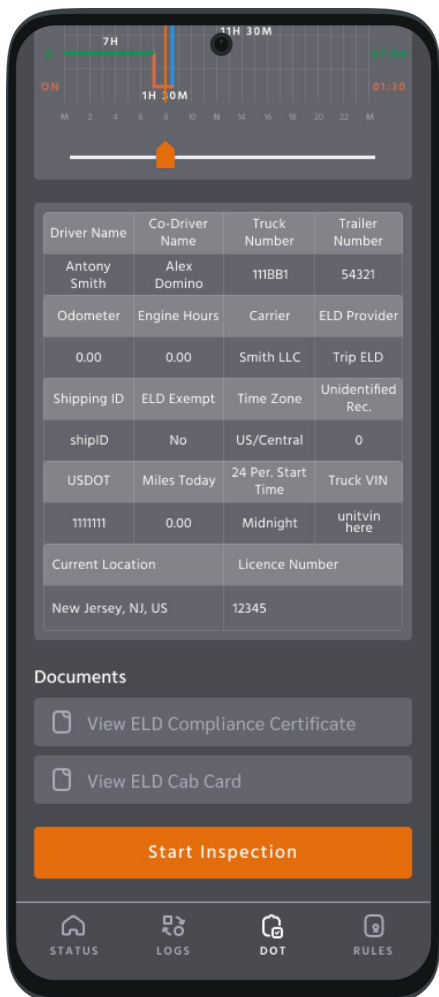 11H 30M
7H
ON
1H 30M
01:30
M 2 4 6 8 10 N 14 16 18 20 22 M
Driver Name Co-Driver Name Truck Number Trailer Number
Antony Smith Alex Domino 111BB1 54321
Odometer Engine Hours Carrier ELD Provider
0.00 0.00 Smith LLC Trip ELD
Shipping ID ELD Exempt Time Zone Unidentified Rec.
shipID No US/Central 0
USDOT Miles Today 24 Per. Start Time Truck VIN
1111111 0.00 Midnight unitvin here
Current Location Licence Number
New Jersey, NJ, US 12345
Documents
View ELD Compliance Certificate
View ELD Cab Card
Start Inspection
STATUS LOGS DOT RULES